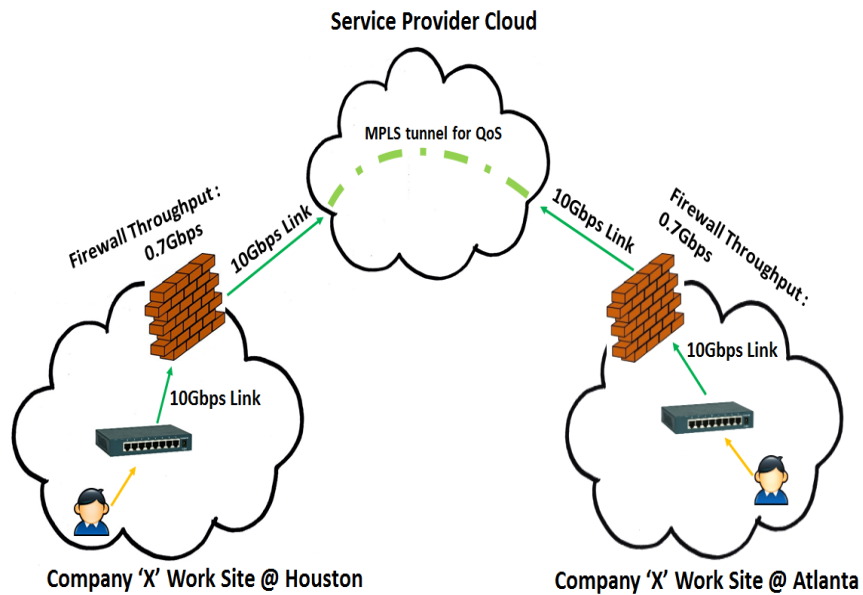 Service Provider Cloud
MPLS tunnel for QoS
Firewall Throughput :
0.7Gbps
10Gbps Link
10Gbps Link
Firewall Throughput :
0.7Gbps
10Gbps Link
10Gbps Link
Company ‘X’ Work Site @ Houston
Company ‘X’ Work Site @ Atlanta